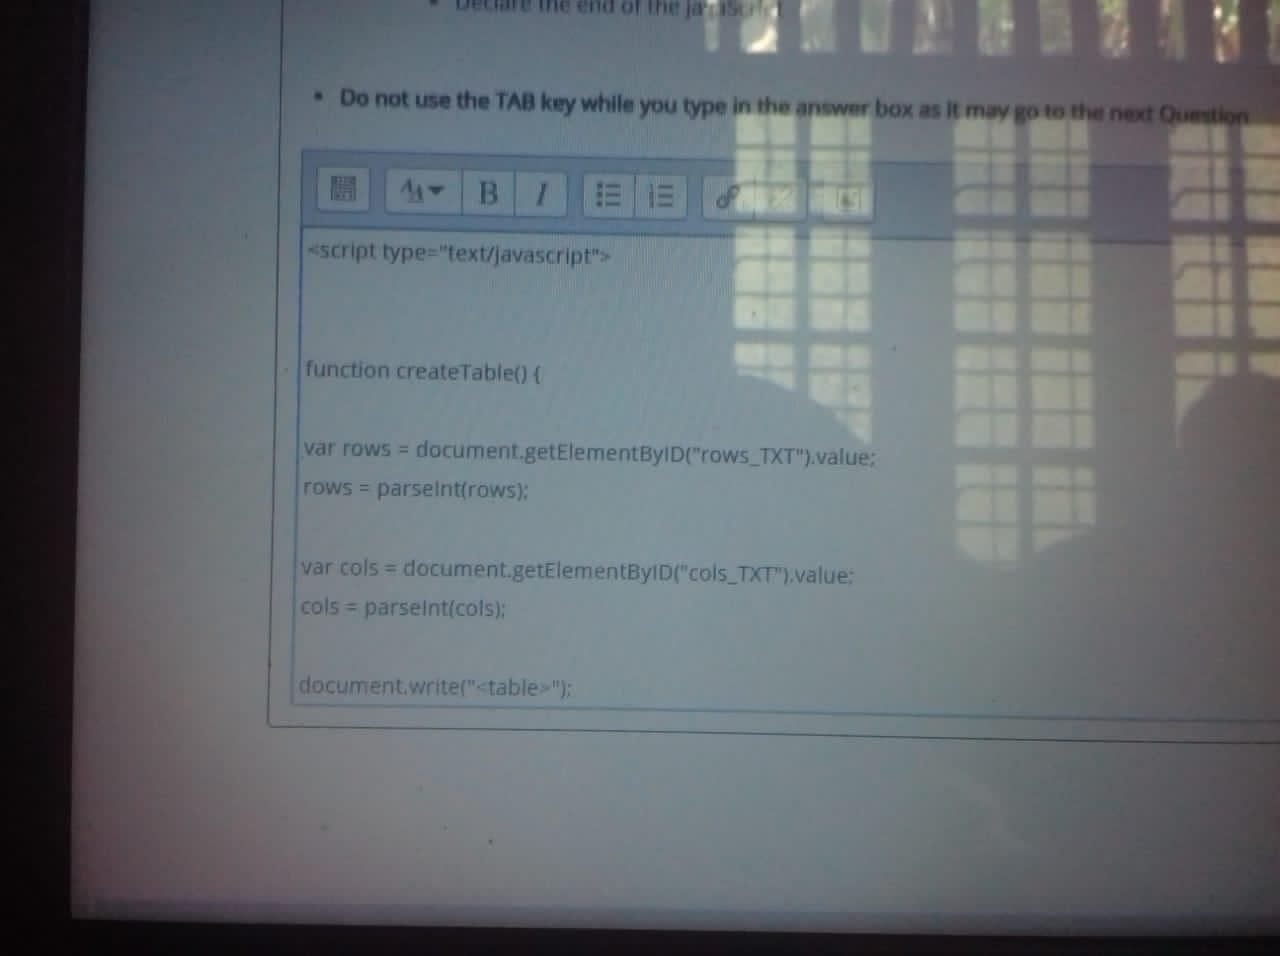 Declare the end of the javaScript
Do not use the TAB key while you type in the answer box as it may go to the next Question
B I
<script type="text/javascript">
function createTable() {
var rows = document.getElementByID("rows_TXT").value;
rows = parseInt(rows);
var cols = document.getElementByID("cols_TXT").value;
cols = parseInt(cols);
document.write("<table>");